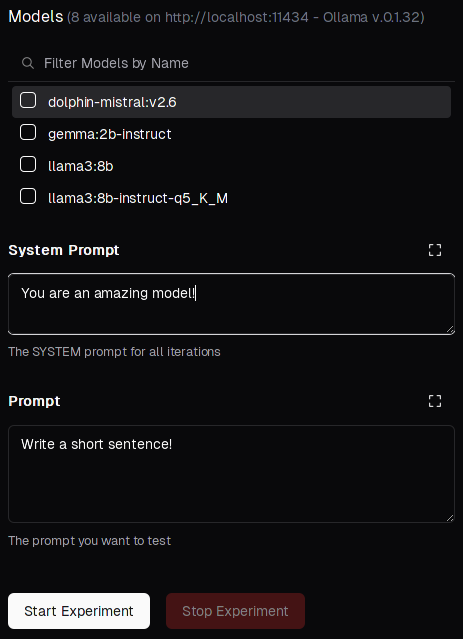 Models (8 available on http://localhost:11434 - Ollama v.0.1.32)
Filter Models by Name
dolphin-mistral:v2.6
gemma:2b-instruct
llama3:8b
llama3:8b-instruct-q5_K_M
System Prompt
You are an amazing model!
The SYSTEM prompt for all iterations
Prompt
Write a short sentence!
The prompt you want to test
Start Experiment Stop Experiment